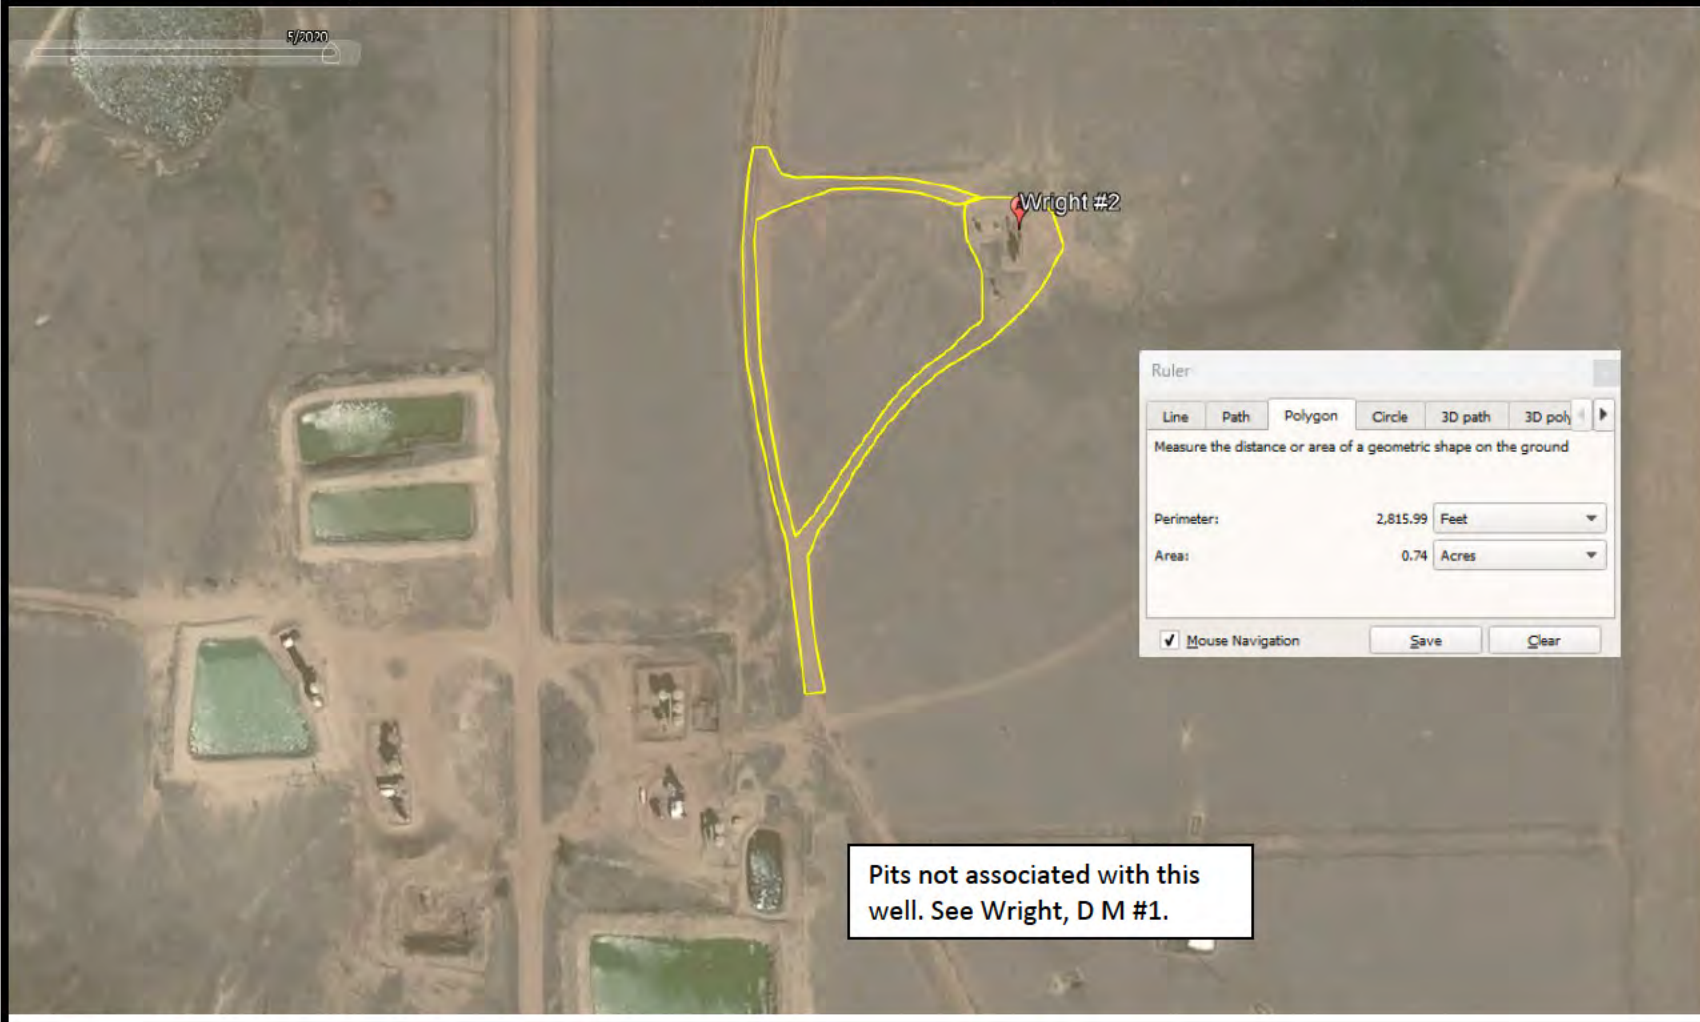 5/2020
Wright #2
Ruler
Line Path Polygon Circle 3D path 3D poly
Measure the distance or area of a geometric shape on the ground
Perimeter: 2,815.99 Feet
Area: 0.74 Acres
Mouse Navigation Save Clear
Pits not associated with this
well. See Wright, D M #1.